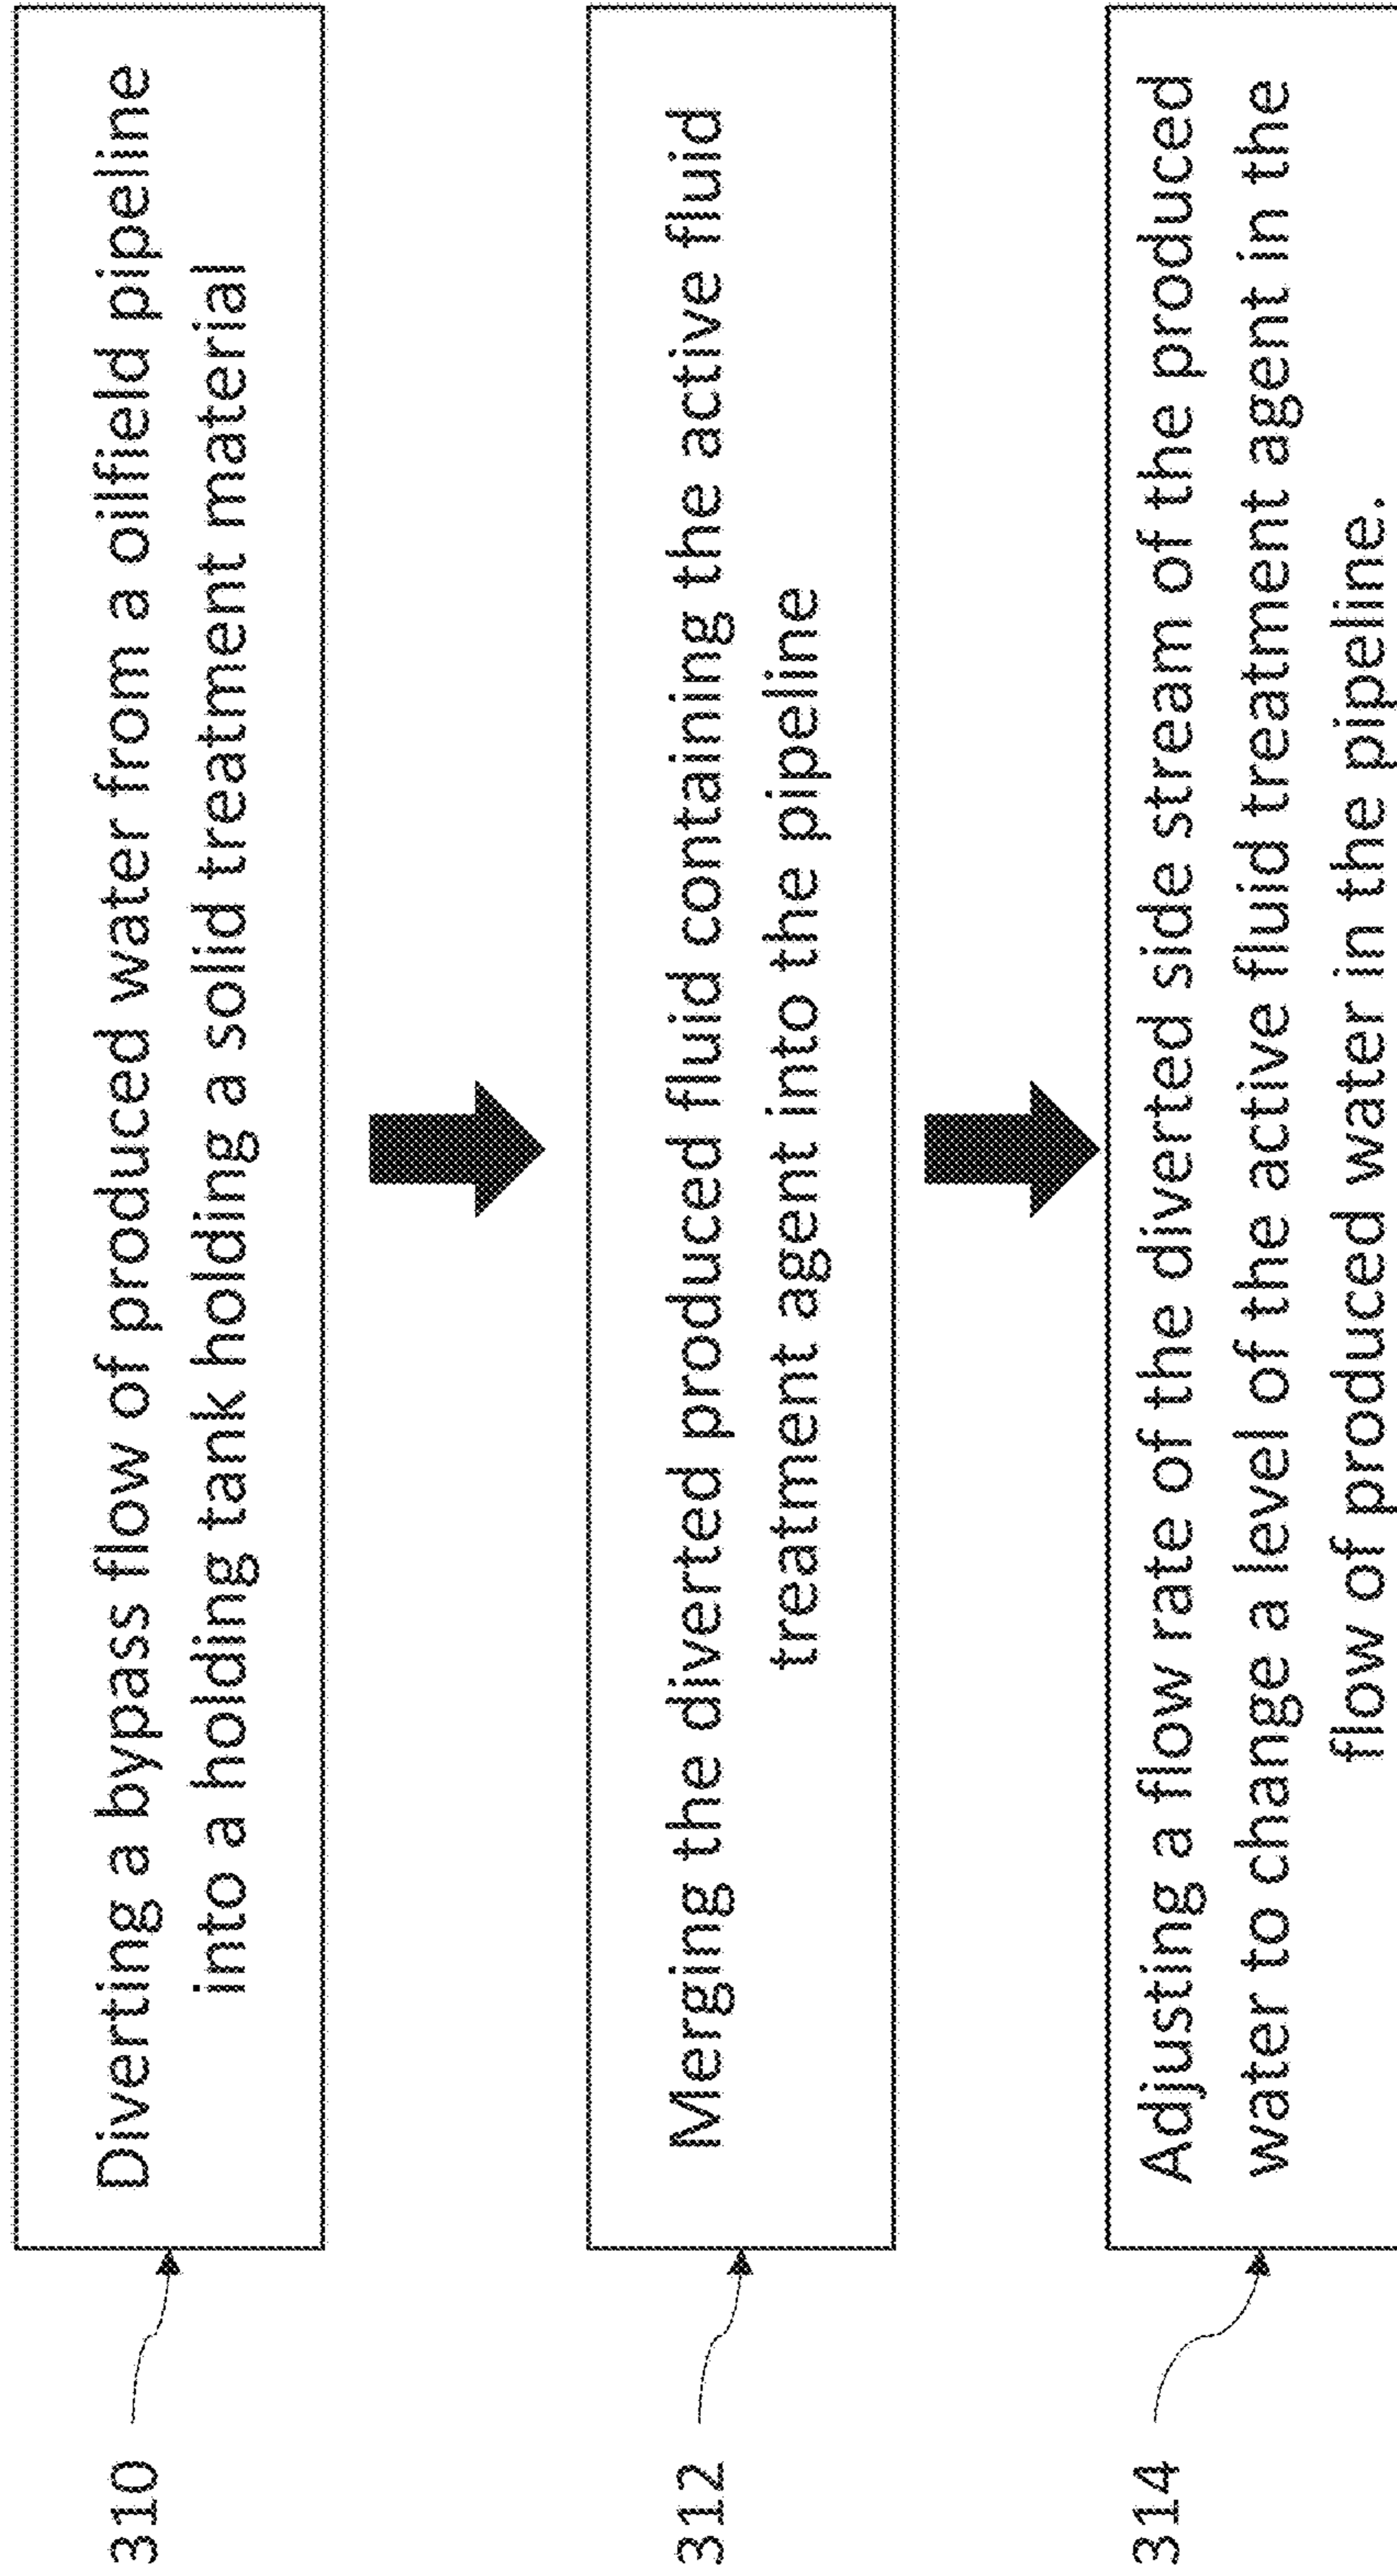 310
Diverting a bypass flow of produced water from a oilfield pipeline
into a holding tank holding a solid treatment material
312
Merging the diverted produced fluid containing the active fluid
treatment agent into the pipeline
314
Adjusting a flow rate of the diverted side stream of the produced
water to change a level of the active fluid treatment agent in the
flow of produced water in the pipeline.